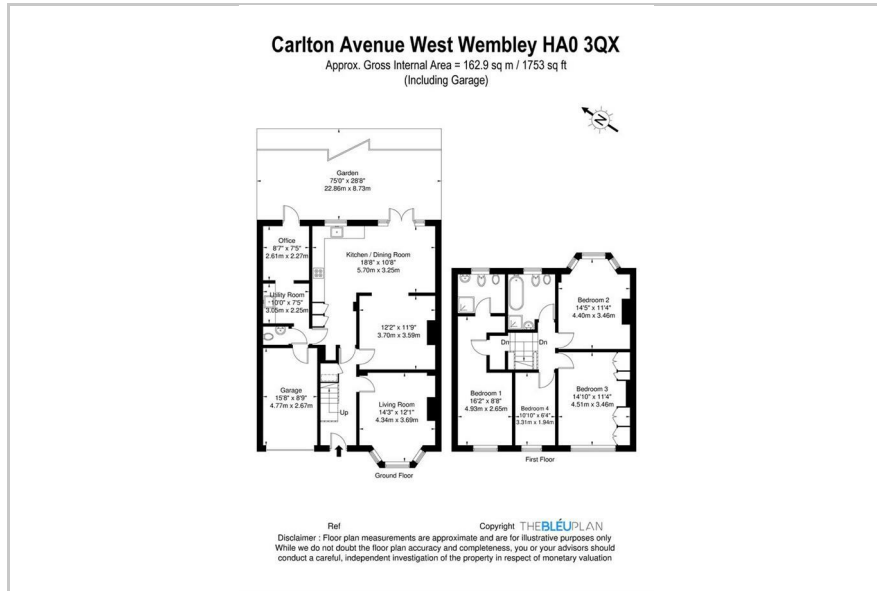 Carlton Avenue West Wembley HA0 3QX
Approx. Gross Internal Area = 162.9 sq m / 1753 sq ft
(Including Garage)
N
Garden
75'0" x 28'8"
22.86m x 8.73m
Office
8'7" x 7'5"
2.61m x 2.27m
Kitchen / Dining Room
18'8" x 10'8"
5.70m x 3.25m
Utility Room
10'0" x 7'5"
3.05m x 2.25m
12'2" x 11'9"
3.70m x 3.59m
Garage
15'8" x 8'9"
4.77m x 2.67m
Up
Living Room
14'3" x 12'1"
4.34m x 3.69m
Ground Floor
Bedroom 2
14'5" x 11'4"
4.40m x 3.46m
Dn
Dn
Bedroom 1
16'2" x 8'8"
4.93m x 2.65m
Bedroom 4
10'10" x 6'4"
3.31m x 1.94m
Bedroom 3
14'10" x 11'4"
4.51m x 3.46m
First Floor
Ref
Copyright THEBLÉUPLAN
Disclaimer : Floor plan measurements are approximate and are for illustrative purposes only
While we do not doubt the floor plan accuracy and completeness, you or your advisors should
conduct a careful, independent investigation of the property in respect of monetary valuation